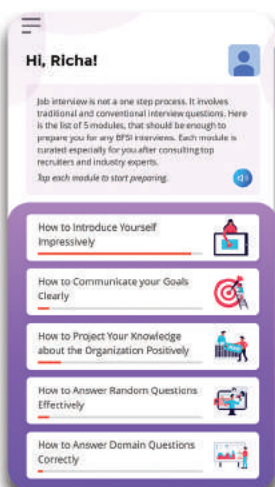 Hi, Richa!
Job interview is not a one step process. It involves
traditional and conventional interview questions. Here
is the list of 5 modules, that should be enough to
prepare you for any BFSI interviews. Each module is
curated especially for you after consulting top
recruiters and industry experts.
Tap each module to start preparing.
How to Introduce Yourself
Impressively
How to Communicate your Goals
Clearly
How to Project Your Knowledge
about the Organization Positively
How to Answer Random Questions
Effectively
How to Answer Domain Questions
Correctly